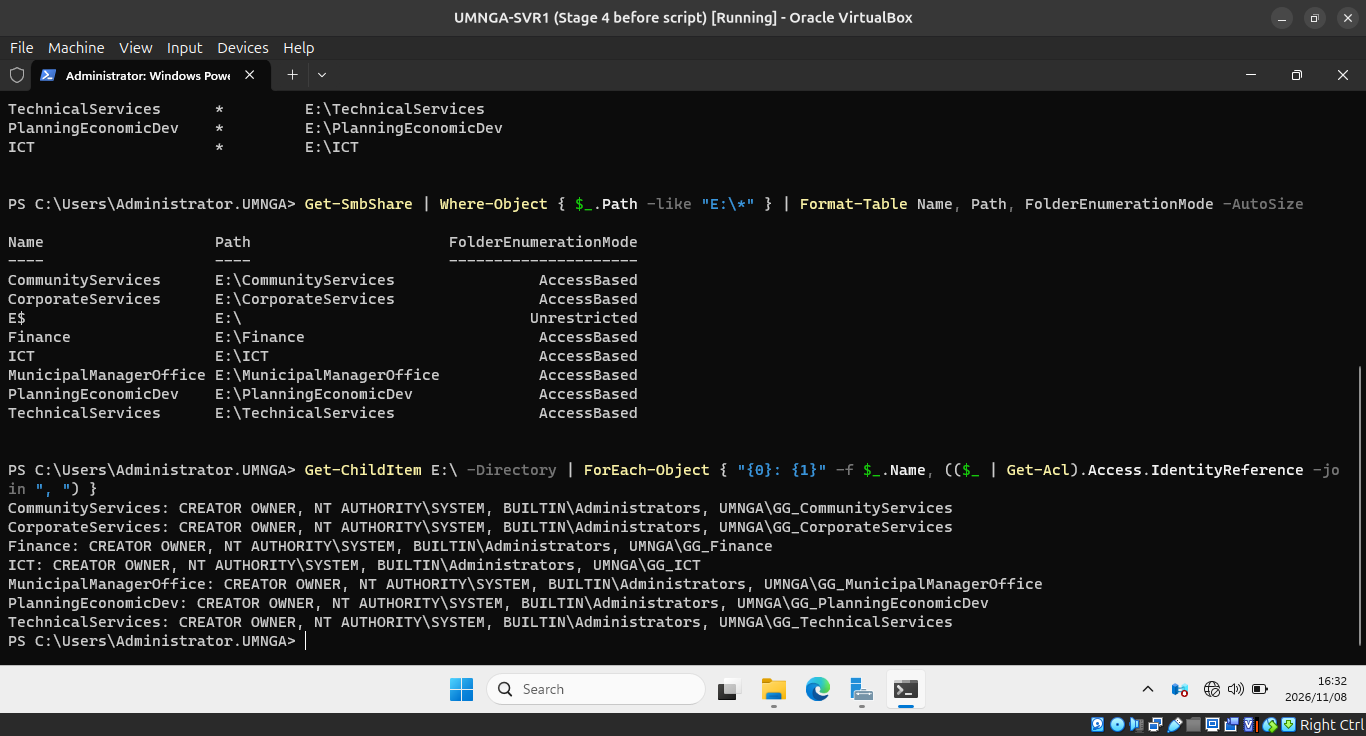 UMNGA-SVR1 (Stage 4 before script) [Running] - Oracle VirtualBox
File Machine View Input Devices Help
Administrator: Windows Powe
TechnicalServices * E:\TechnicalServices
PlanningEconomicDev * E:\PlanningEconomicDev
ICT * E:\ICT
PS C:\Users\Administrator.UMNGA> Get-SmbShare | Where-Object { $_.Path -like "E:\*" } | Format-Table Name, Path, FolderEnumerationMode -AutoSize
Name Path FolderEnumerationMode
---- ---- ---------------------
CommunityServices E:\CommunityServices AccessBased
CorporateServices E:\CorporateServices AccessBased
E$ E:\ Unrestricted
Finance E:\Finance AccessBased
ICT E:\ICT AccessBased
MunicipalManagerOffice E:\MunicipalManagerOffice AccessBased
PlanningEconomicDev E:\PlanningEconomicDev AccessBased
TechnicalServices E:\TechnicalServices AccessBased
PS C:\Users\Administrator.UMNGA> Get-ChildItem E:\ -Directory | ForEach-Object { "{0}: {1}" -f $_.Name, (($_ | Get-Acl).Access.IdentityReference -jo
in ", ") }
CommunityServices: CREATOR OWNER, NT AUTHORITY\SYSTEM, BUILTIN\Administrators, UMNGA\GG_CommunityServices
CorporateServices: CREATOR OWNER, NT AUTHORITY\SYSTEM, BUILTIN\Administrators, UMNGA\GG_CorporateServices
Finance: CREATOR OWNER, NT AUTHORITY\SYSTEM, BUILTIN\Administrators, UMNGA\GG_Finance
ICT: CREATOR OWNER, NT AUTHORITY\SYSTEM, BUILTIN\Administrators, UMNGA\GG_ICT
MunicipalManagerOffice: CREATOR OWNER, NT AUTHORITY\SYSTEM, BUILTIN\Administrators, UMNGA\GG_MunicipalManagerOffice
PlanningEconomicDev: CREATOR OWNER, NT AUTHORITY\SYSTEM, BUILTIN\Administrators, UMNGA\GG_PlanningEconomicDev
TechnicalServices: CREATOR OWNER, NT AUTHORITY\SYSTEM, BUILTIN\Administrators, UMNGA\GG_TechnicalServices
PS C:\Users\Administrator.UMNGA>
Search
16:32
2026/11/08
Right Ctrl